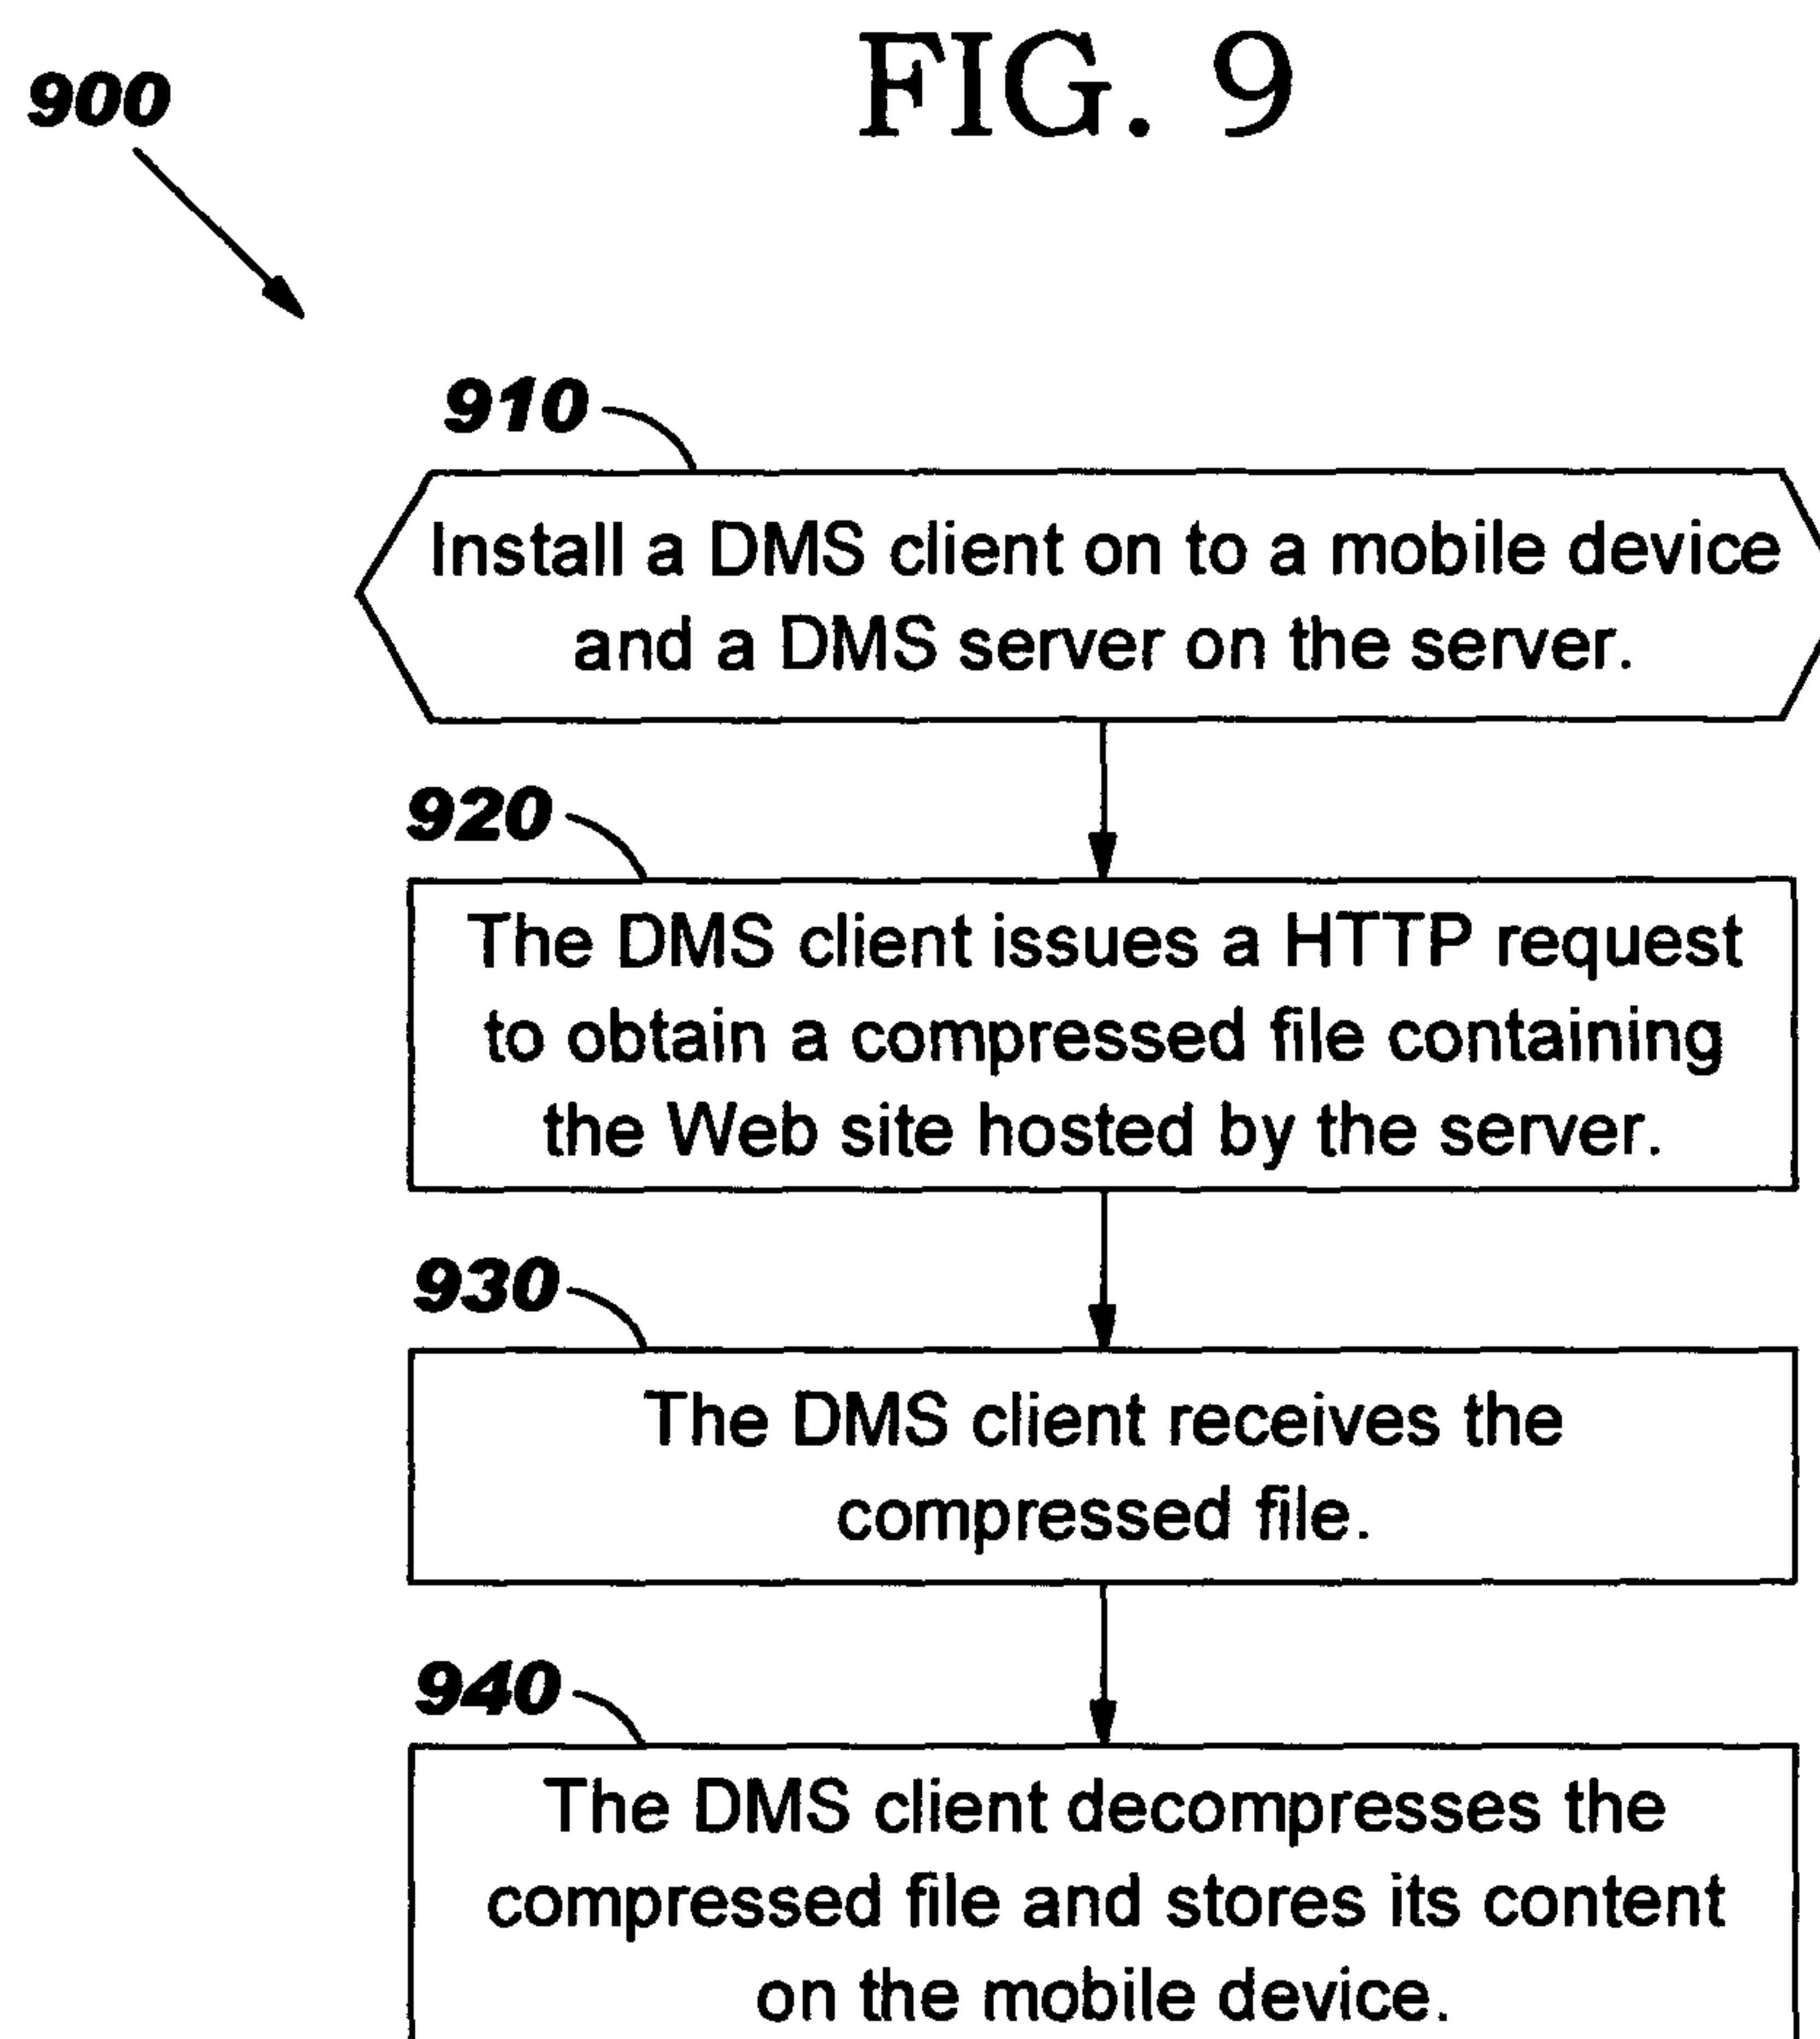 FIG. 9
900
910
Install a DMS client on to a mobile device
and a DMS server on the server.
920
The DMS client issues a HTTP request
to obtain a compressed file containing
the Web site hosted by the server.
930
The DMS client receives the
compressed file.
940
The DMS client decompresses the
compressed file and stores its content
on the mobile device.